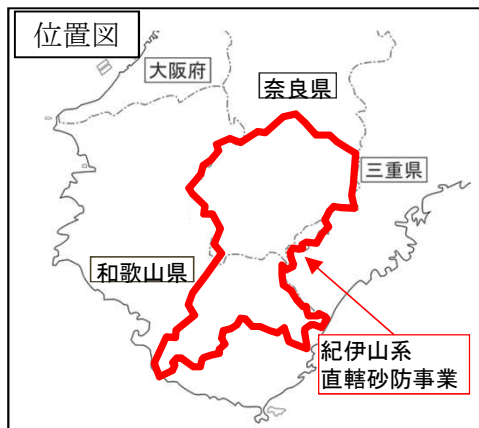 位置図
大阪府
奈良県
三重県
和歌山県
紀伊山系
直轄砂防事業